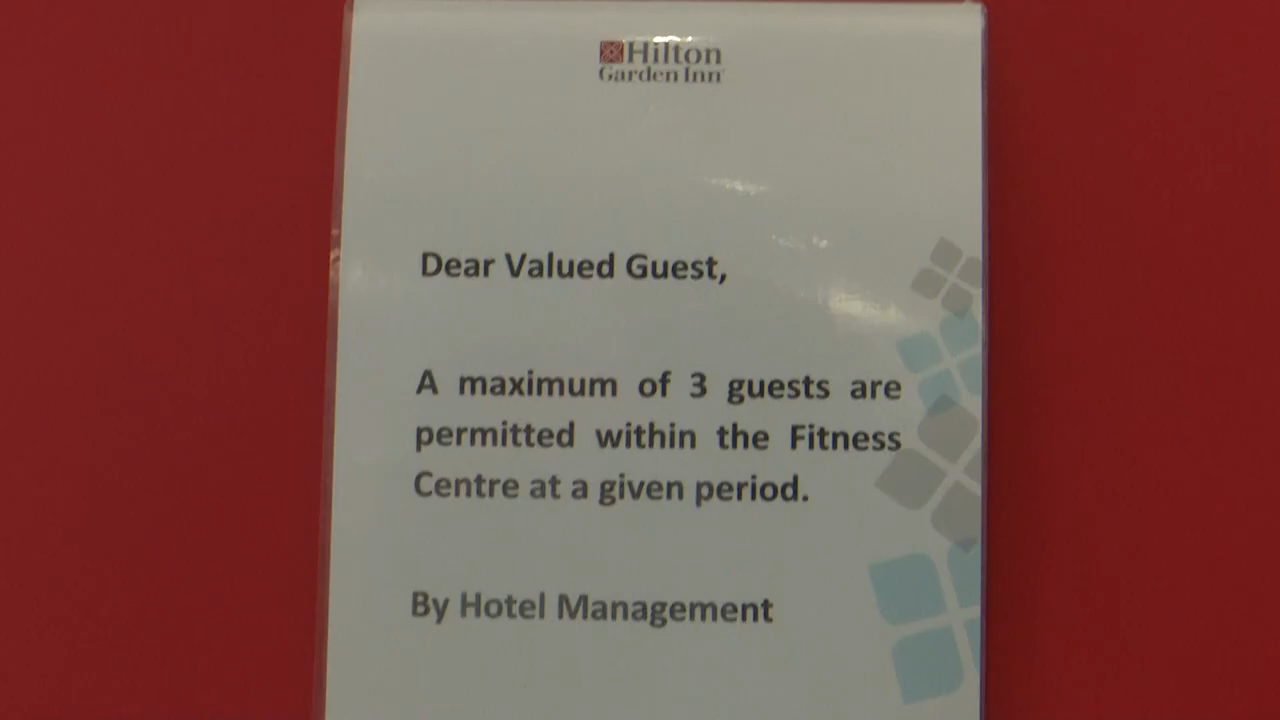 Hilton
Garden Inn
Dear Valued Guest,
A maximum of 3 guests are
permitted within the Fitness
Centre at a given period.
By Hotel Management